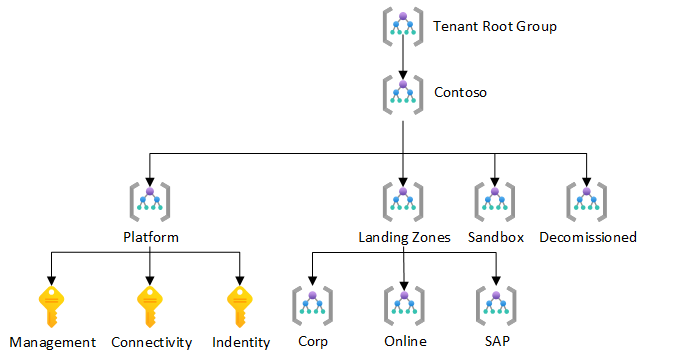 Tenant Root Group
Contoso
Platform
Landing Zones
Sandbox
Decomissioned
Management
Connectivity
Indentity
Corp
Online
SAP